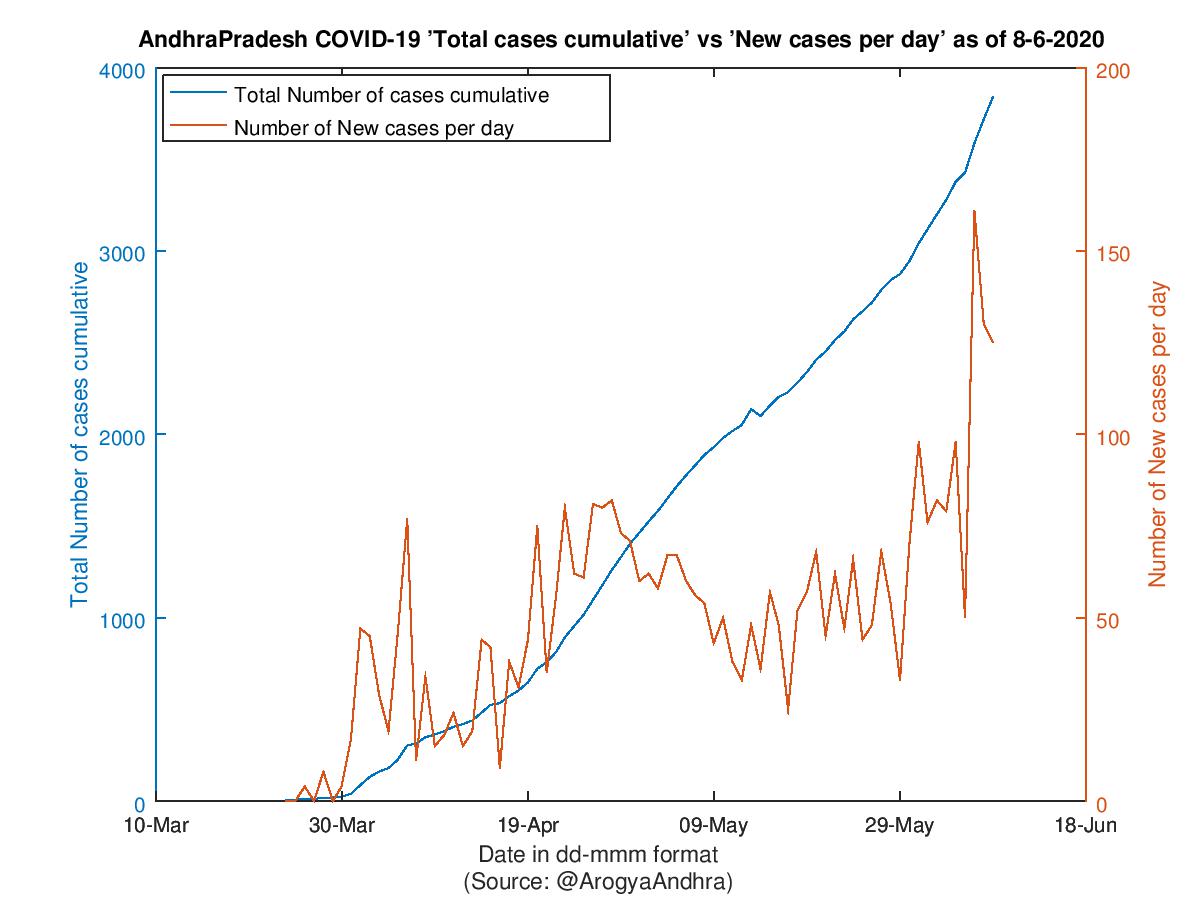 AndhraPradesh COVID-19 ’Total cases cumulative’ vs ’New cases per day’ as of 8-6-2020
Total Number of cases cumulative
Number of New cases per day
4000
3000
2000
1000
0
200
150
100
50
0
Total Number of cases cumulative
Number of New cases per day
10-Mar 30-Mar 19-Apr 09-May 29-May 18-Jun
Date in dd-mmm format
(Source: @ArogyaAndhra)